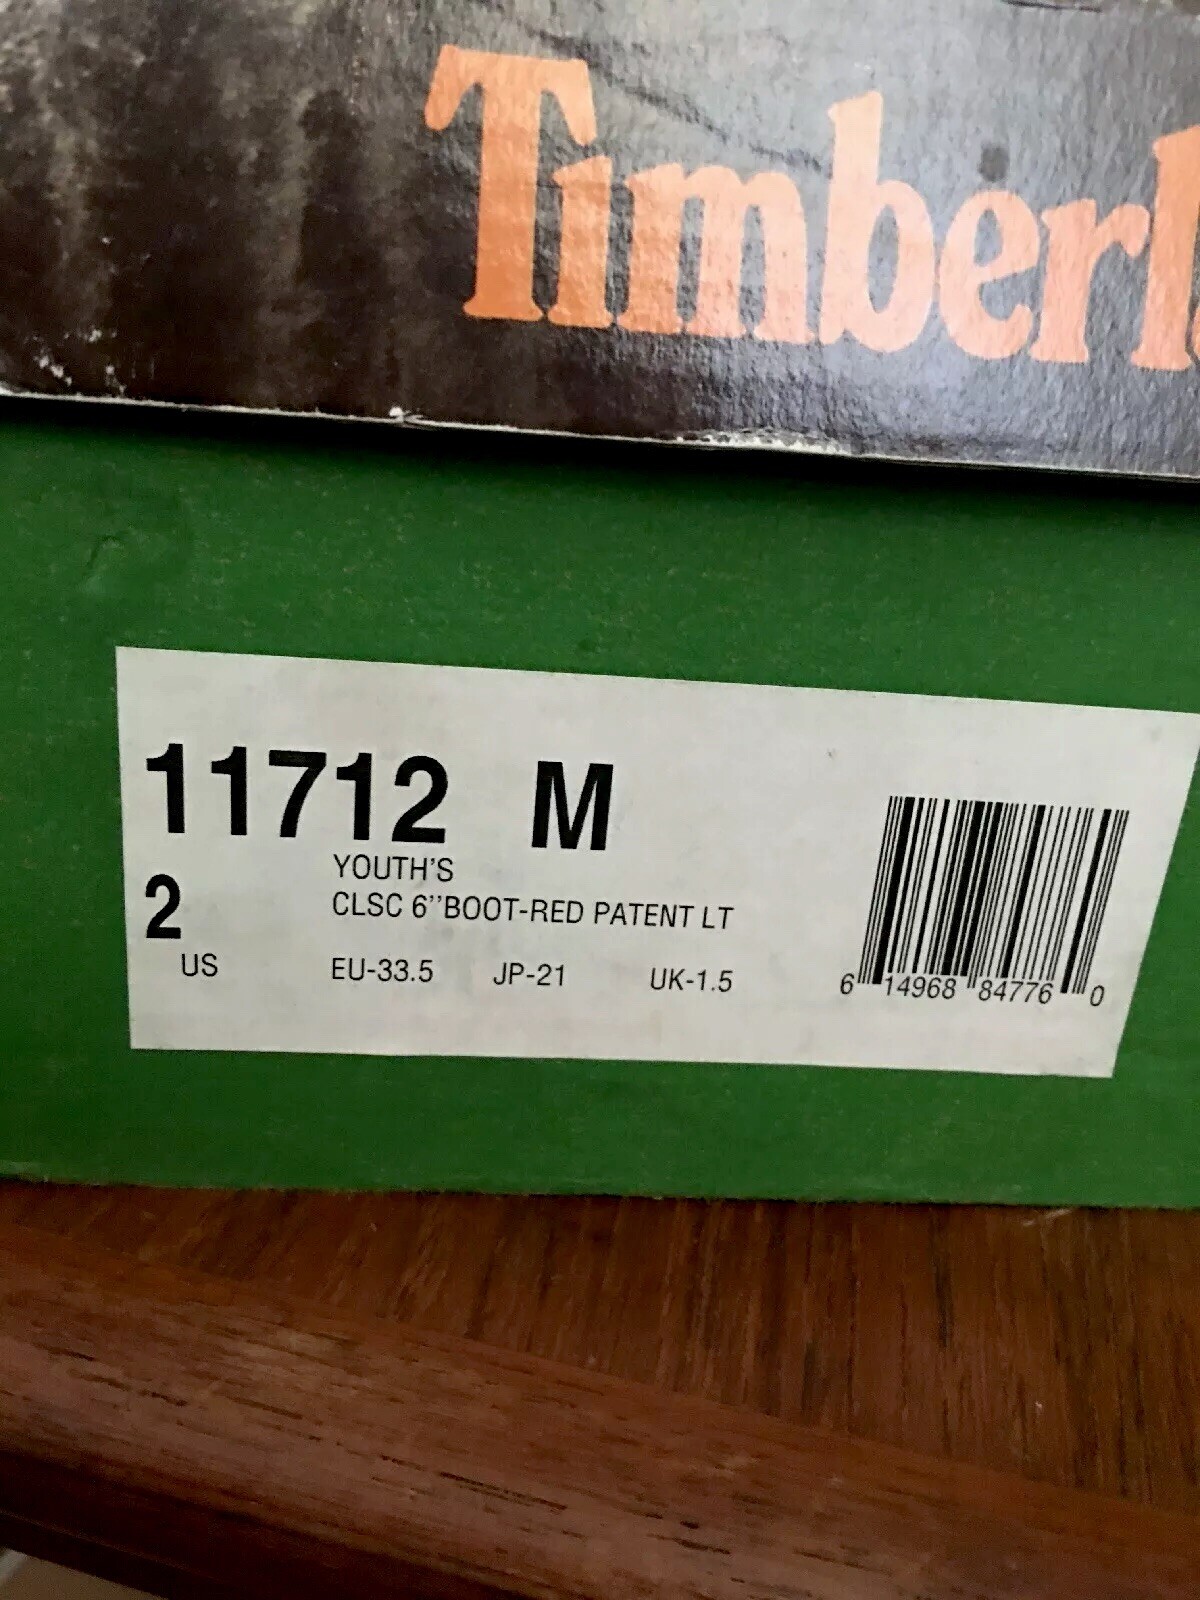 Timberl
11712 M
YOUTH'S
2
CLSC 6"BOOT-RED PATENT LT
US EU-33.5 JP-21 UK-1.5
6 14968 84776 0